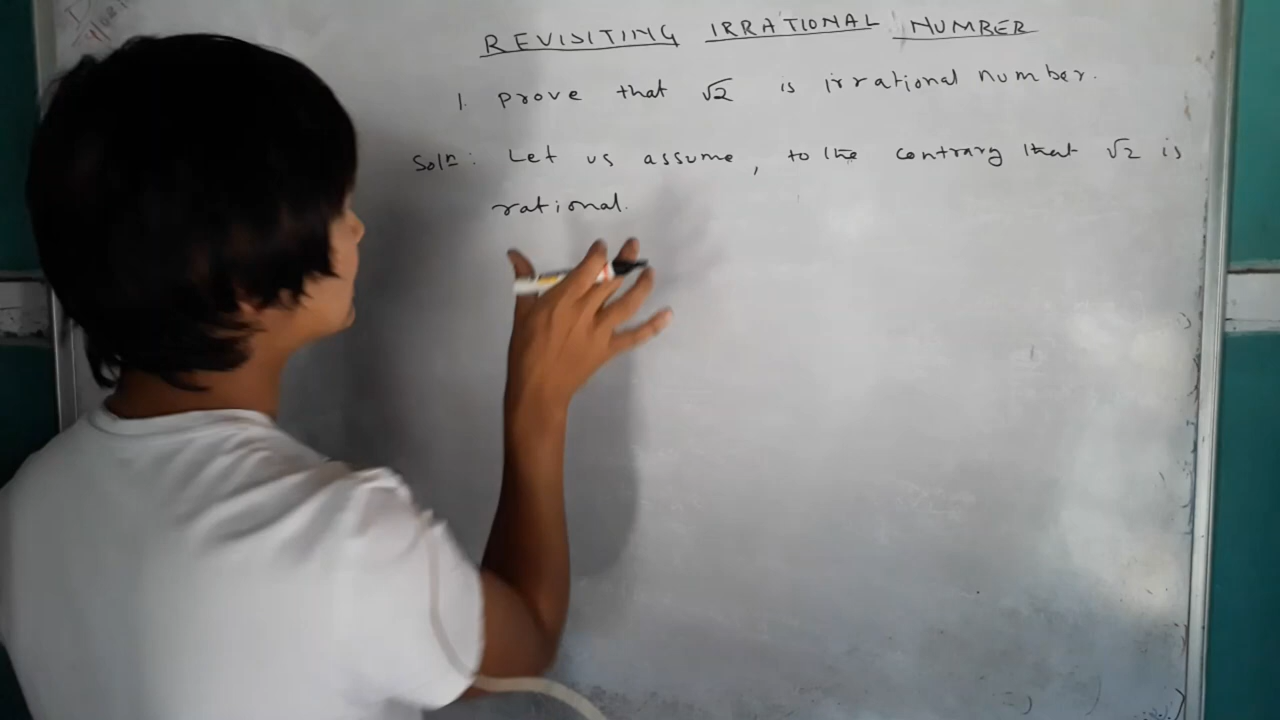 REVISITING IRRATIONAL NUMBER
1. prove that √2 is irrational number.
Soln: Let us assume, to the contrary that √2 is
rational.